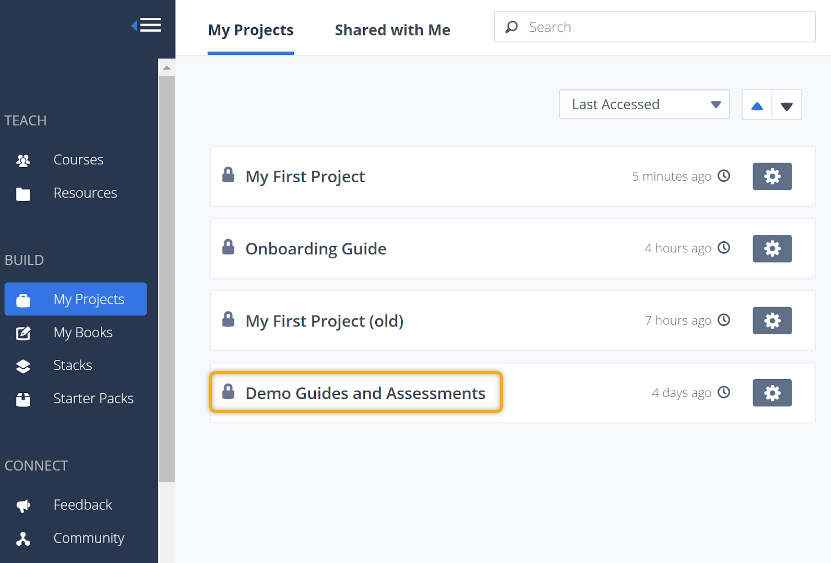 My Projects
Shared with Me
Search
TEACH
Courses
Resources
BUILD
My Projects
My Books
Stacks
Starter Packs
CONNECT
Feedback
Community
Last Accessed
My First Project
5 minutes ago
Onboarding Guide
4 hours ago
My First Project (old)
7 hours ago
Demo Guides and Assessments
4 days ago